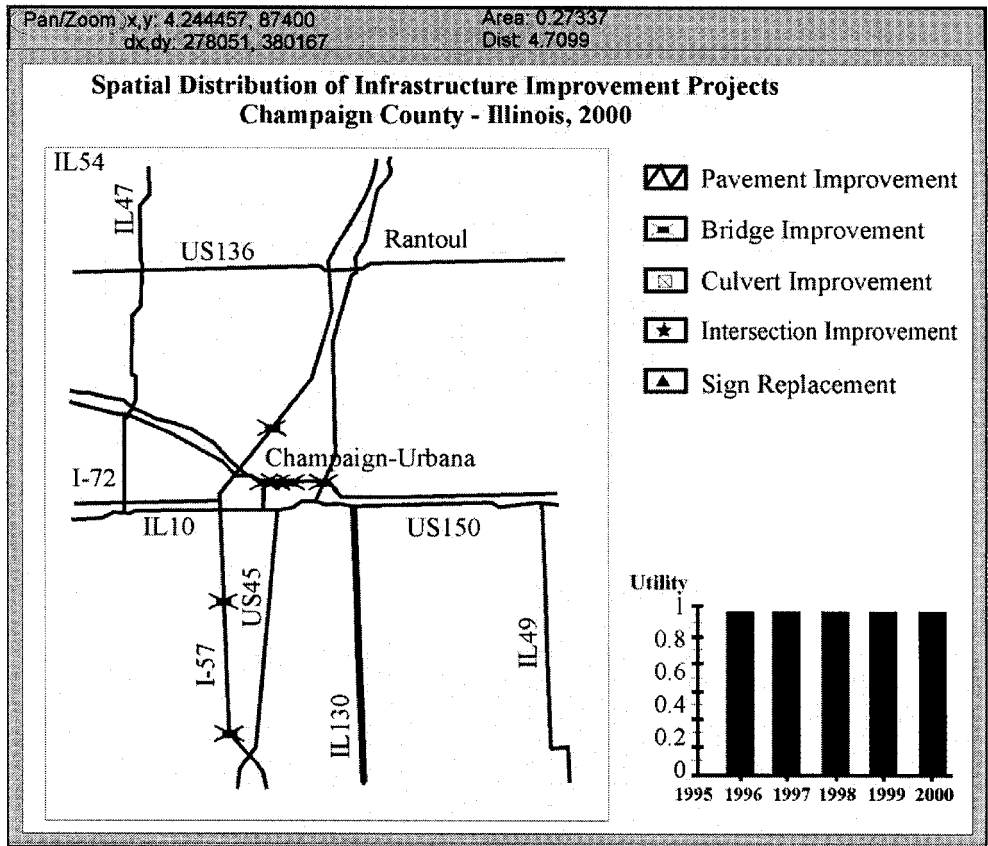 Pan/Zoom x,y: 4.244457, 87400 Area: 0.27337
dx,dy: 278051, 380167 Dist: 4.7099
Spatial Distribution of Infrastructure Improvement Projects
Champaign County - Illinois, 2000
IL54
IL47
US136
Rantoul
Champaign-Urbana
I-72
IL10
US150
US45
I-57
IL130
IL49
Pavement Improvement
Bridge Improvement
Culvert Improvement
Intersection Improvement
Sign Replacement
Utility
1
0.8
0.6
0.4
0.2
0
1995 1996 1997 1998 1999 2000